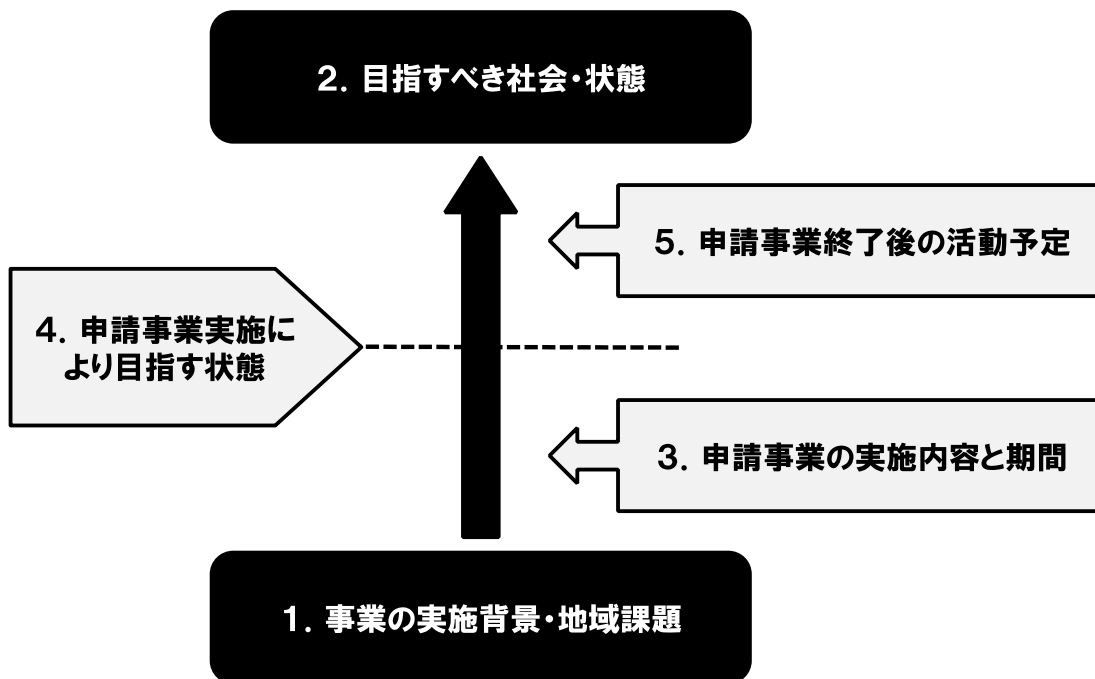 2. 目指すべき社会・状態
5. 申請事業終了後の活動予定
4. 申請事業実施に
より目指す状態
3. 申請事業の実施内容と期間
1. 事業の実施背景・地域課題